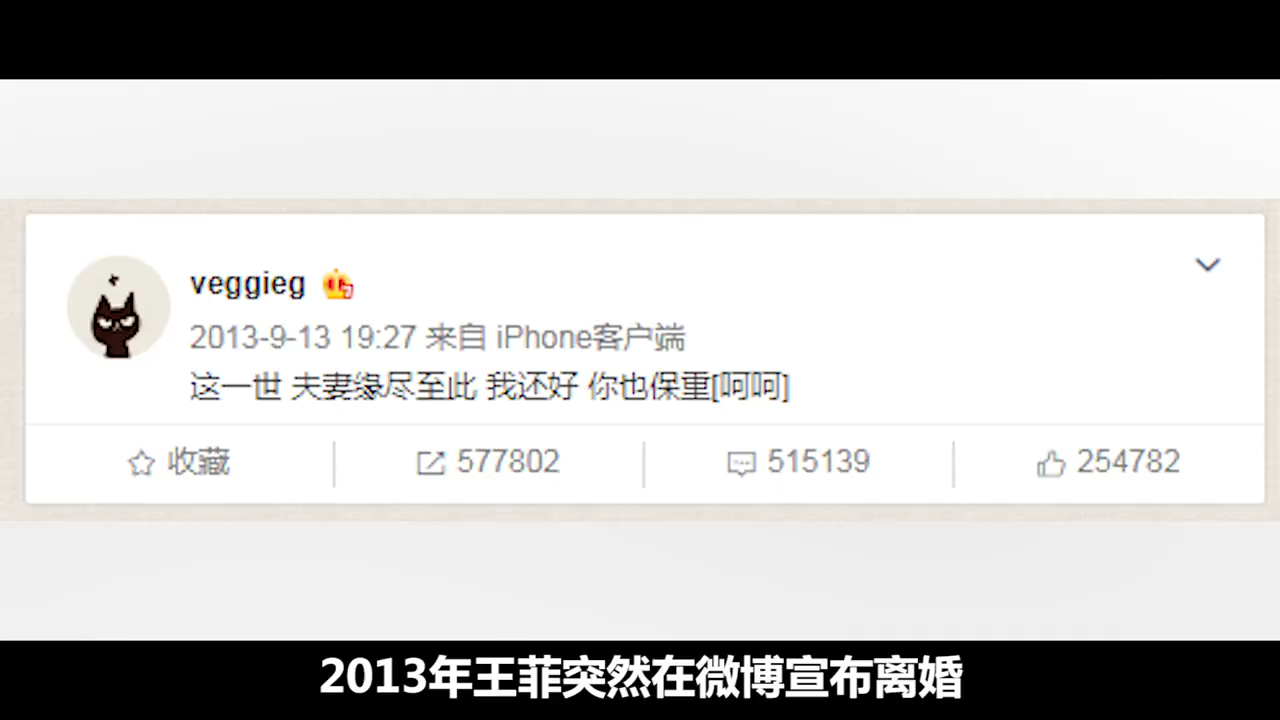 veggieg
2013-9-13 19:27 来自 iPhone客户端
这一世 夫妻缘尽至此 我还好 你也保重[呵呵]
收藏 577802 515139 254782
2013年王菲突然在微博宣布离婚